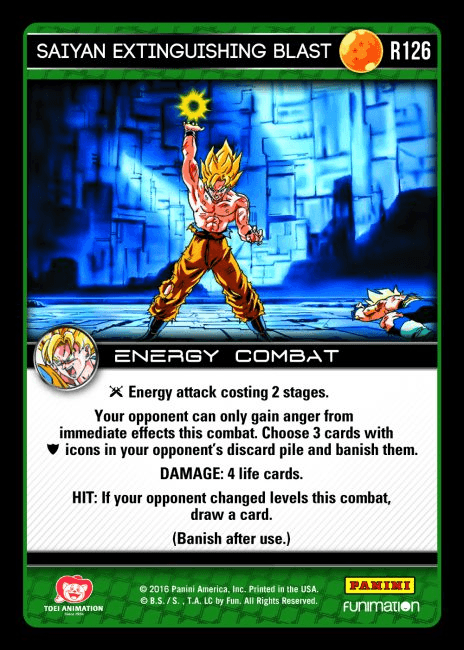 SAIYAN EXTINGUISHING BLAST R126
ENERGY COMBAT
Energy attack costing 2 stages.
Your opponent can only gain anger from
immediate effects this combat. Choose 3 cards with
icons in your opponent's discard pile and banish them.
DAMAGE: 4 life cards.
HIT: If your opponent changed levels this combat,
draw a card.
(Banish after use.)
TOEI ANIMATION
© 2016 Panini America, Inc. Printed in the USA.
© B.S. / S. , T.A. LC by Fun. All Rights Reserved.
PANINI
FUNIMATION